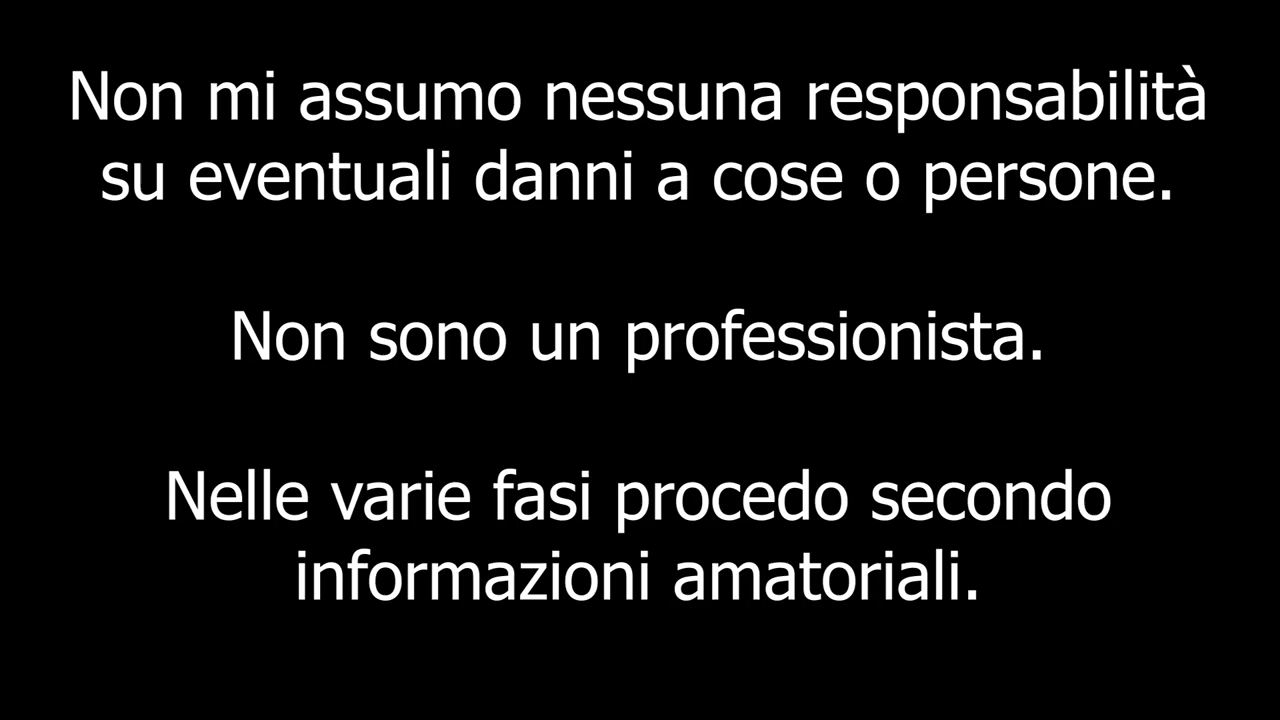 Non mi assumo nessuna responsabilità
su eventuali danni a cose o persone.
Non sono un professionista.
Nelle varie fasi procedo secondo
informazioni amatoriali.